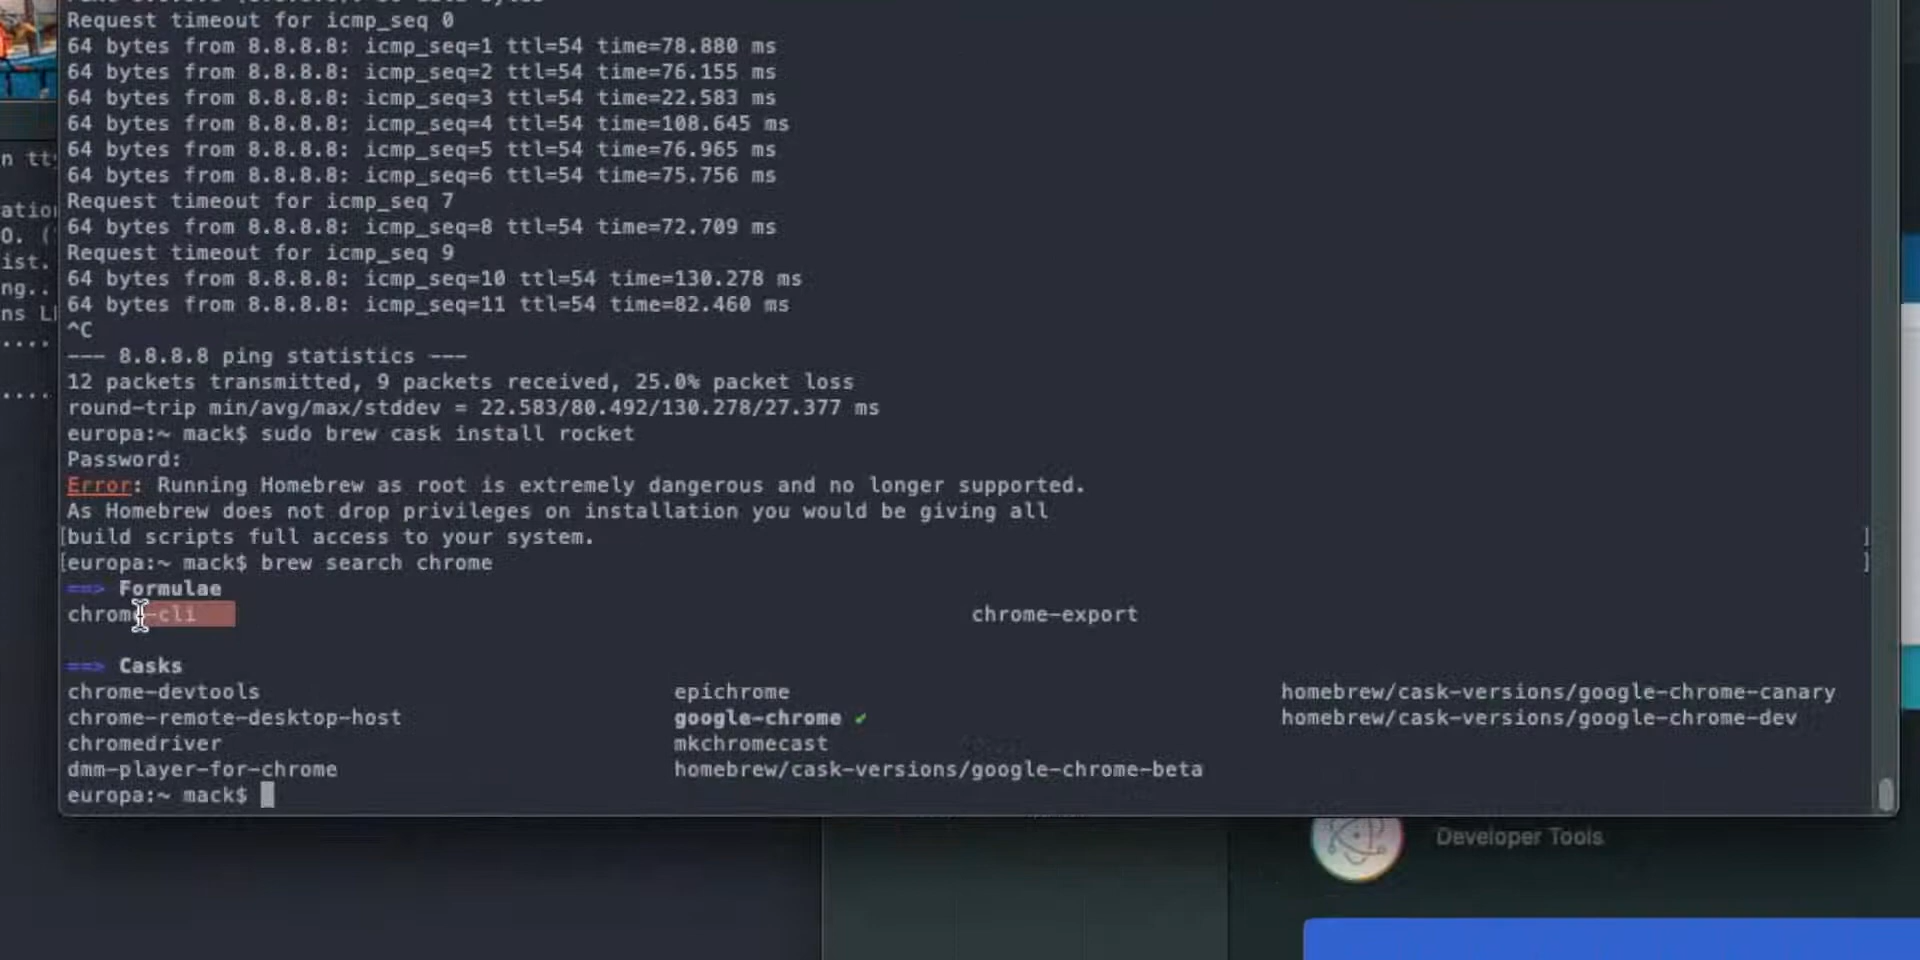 Request timeout for icmp_seq 0
64 bytes from 8.8.8.8: icmp_seq=1 ttl=54 time=78.880 ms
64 bytes from 8.8.8.8: icmp_seq=2 ttl=54 time=76.155 ms
64 bytes from 8.8.8.8: icmp_seq=3 ttl=54 time=22.583 ms
64 bytes from 8.8.8.8: icmp_seq=4 ttl=54 time=108.645 ms
64 bytes from 8.8.8.8: icmp_seq=5 ttl=54 time=76.965 ms
64 bytes from 8.8.8.8: icmp_seq=6 ttl=54 time=75.756 ms
Request timeout for icmp_seq 7
64 bytes from 8.8.8.8: icmp_seq=8 ttl=54 time=72.709 ms
Request timeout for icmp_seq 9
64 bytes from 8.8.8.8: icmp_seq=10 ttl=54 time=130.278 ms
64 bytes from 8.8.8.8: icmp_seq=11 ttl=54 time=82.460 ms
^C
--- 8.8.8.8 ping statistics ---
12 packets transmitted, 9 packets received, 25.0% packet loss
round-trip min/avg/max/stddev = 22.583/80.492/130.278/27.377 ms
europa:~ mack$ sudo brew cask install rocket
Password:
Error: Running Homebrew as root is extremely dangerous and no longer supported.
As Homebrew does not drop privileges on installation you would be giving all
[build scripts full access to your system. ]
[europa:~ mack$ brew search chrome ]
==> Formulae
chrome-cli chrome-export
==> Casks
chrome-devtools epichrome homebrew/cask-versions/google-chrome-canary
chrome-remote-desktop-host google-chrome ✔ homebrew/cask-versions/google-chrome-dev
chromedriver mkchromecast
dmm-player-for-chrome homebrew/cask-versions/google-chrome-beta
europa:~ mack$
Developer Tools